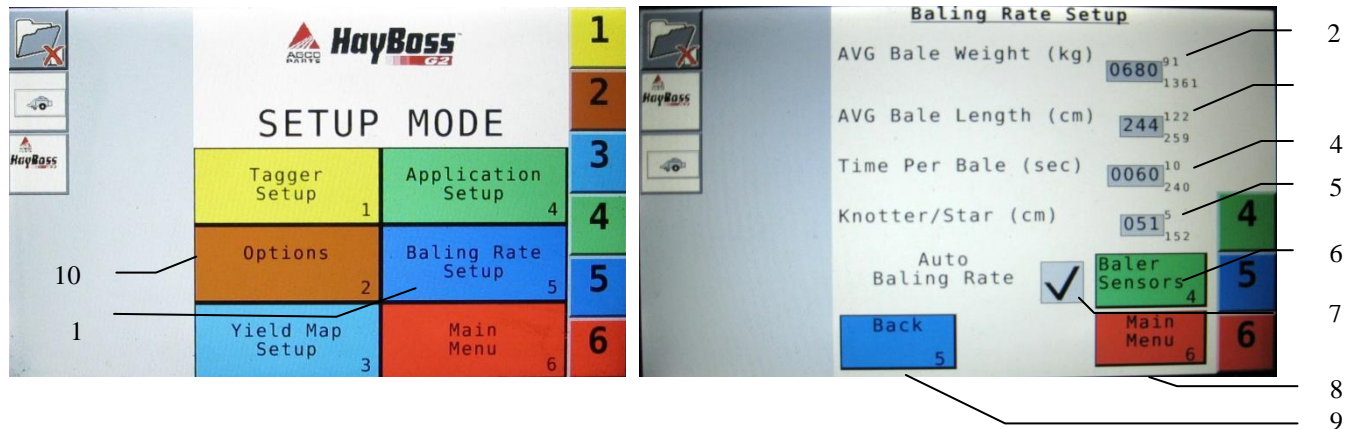 AGCO
PARTS
HayBoss
G2
SETUP MODE
Tagger
Setup
1
Application
Setup
4
Options
2
Baling Rate
Setup
5
Yield Map
Setup
3
Main
Menu
6
HayBoss
1
2
3
4
5
6
10
1
Baling Rate Setup
AVG Bale Weight (kg)
0680
91
1361
AVG Bale Length (cm)
244
122
259
Time Per Bale (sec)
0060
10
240
Knotter/Star (cm)
051
5
152
Auto
Baling Rate
Baler
Sensors
4
Back
5
Main
Menu
6
HayBoss
4
5
6
2
4
5
6
7
8
9